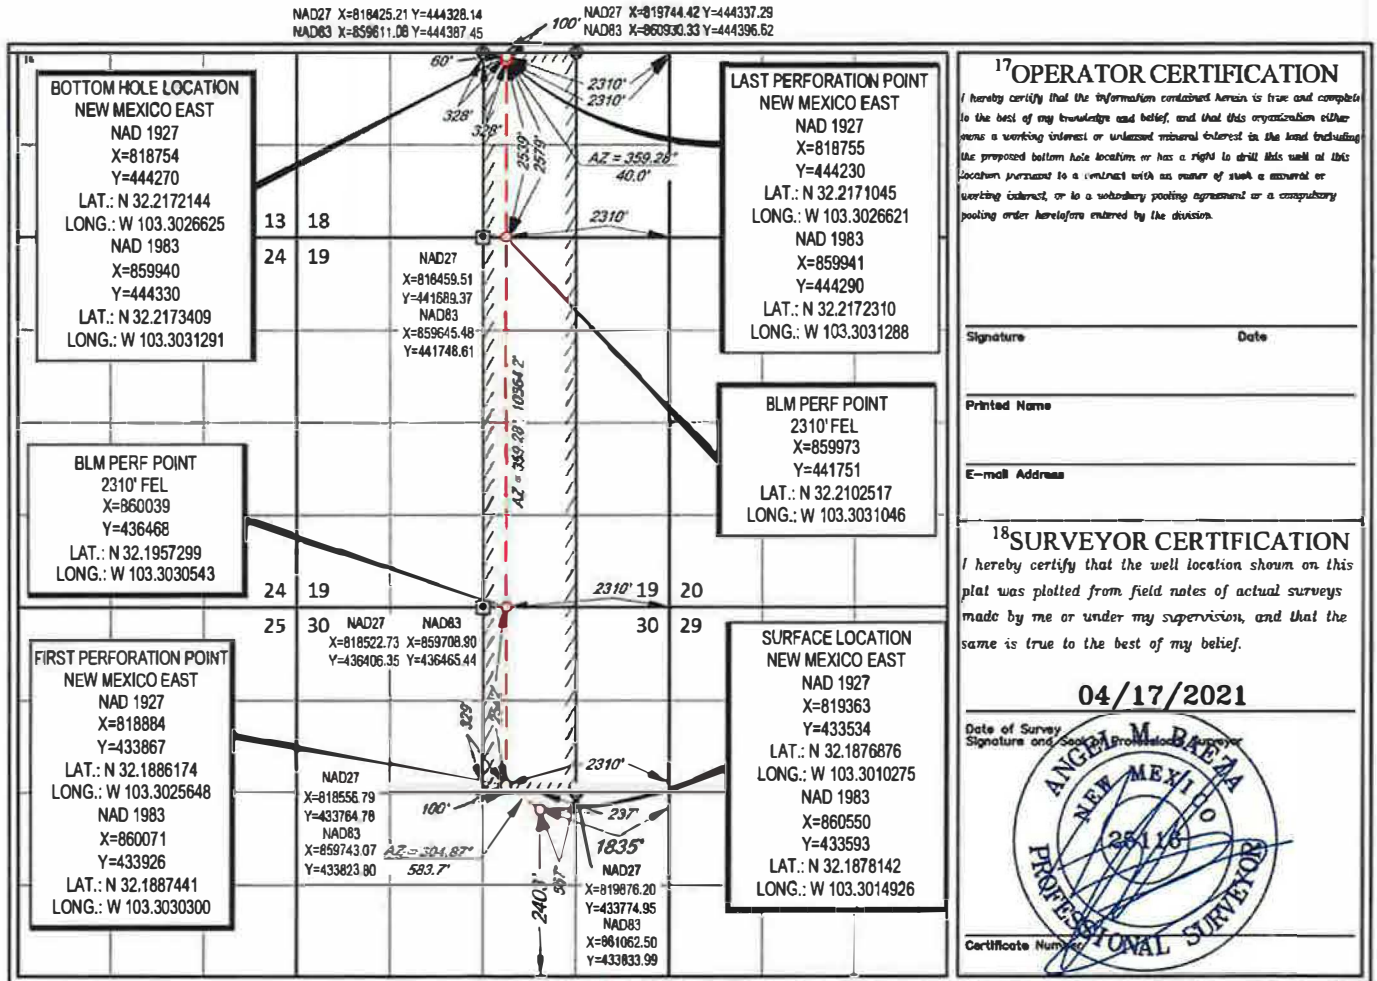 NAD27 X=818425.21 Y=444328.14
NAD83 X=859611.08 Y=444387.45
NAD27 X=819744.42 Y=444337.29
NAD83 X=860930.33 Y=444396.62
100'
60'
2310'
2310'
328'
328'
2539'
2579'
AZ = 359.28°
40.0'
2310'
BOTTOM HOLE LOCATION
NEW MEXICO EAST
NAD 1927
X=818754
Y=444270
LAT.: N 32.2172144
LONG.: W 103.3026625
NAD 1983
X=859940
Y=444330
LAT.: N 32.2173409
LONG.: W 103.3031291
LAST PERFORATION POINT
NEW MEXICO EAST
NAD 1927
X=818755
Y=444230
LAT.: N 32.2171045
LONG.: W 103.3026621
NAD 1983
X=859941
Y=444290
LAT.: N 32.2172310
LONG.: W 103.3031288
13 18
24 19
NAD27
X=818459.51
Y=441689.37
NAD83
X=859645.48
Y=441748.61
AZ = 359.28° 10364.2'
BLM PERF POINT
2310' FEL
X=859973
Y=441751
LAT.: N 32.2102517
LONG.: W 103.3031046
BLM PERF POINT
2310' FEL
X=860039
Y=436468
LAT.: N 32.1957299
LONG.: W 103.3030543
24 19
25 30
2310'
19 20
30 29
NAD27 NAD83
X=818522.73 X=859708.90
Y=436406.35 Y=436465.44
FIRST PERFORATION POINT
NEW MEXICO EAST
NAD 1927
X=818884
Y=433867
LAT.: N 32.1886174
LONG.: W 103.3025648
NAD 1983
X=860071
Y=433926
LAT.: N 32.1887441
LONG.: W 103.3030300
SURFACE LOCATION
NEW MEXICO EAST
NAD 1927
X=819363
Y=433534
LAT.: N 32.1876876
LONG.: W 103.3010275
NAD 1983
X=860550
Y=433593
LAT.: N 32.1878142
LONG.: W 103.3014926
329'
2310'
NAD27
X=818556.79
Y=433764.78
NAD83
X=859743.07
Y=433823.80
100'
AZ = 304.87°
583.7'
237'
1835'
567'
NAD27
X=819876.20
Y=433774.95
NAD83
X=861062.50
Y=433833.99
17 OPERATOR CERTIFICATION
I hereby certify that the information contained herein is true and complete
to the best of my knowledge and belief, and that this organization either
owns a working interest or unleased mineral interest in the land including
the proposed bottom hole location or has a right to drill this well at this
location pursuant to a contract with an owner of such a mineral or
working interest, or to a voluntary pooling agreement or a compulsory
pooling order heretofore entered by the division.
Signature Date
Printed Name
E-mail Address
18 SURVEYOR CERTIFICATION
I hereby certify that the well location shown on this
plat was plotted from field notes of actual surveys
made by me or under my supervision, and that the
same is true to the best of my belief.
04/17/2021
Date of Survey
Signature and Seal of Professional Surveyor
ANGEL M. BAEZA
NEW MEXICO
25116
PROFESSIONAL SURVEYOR
Certificate Number